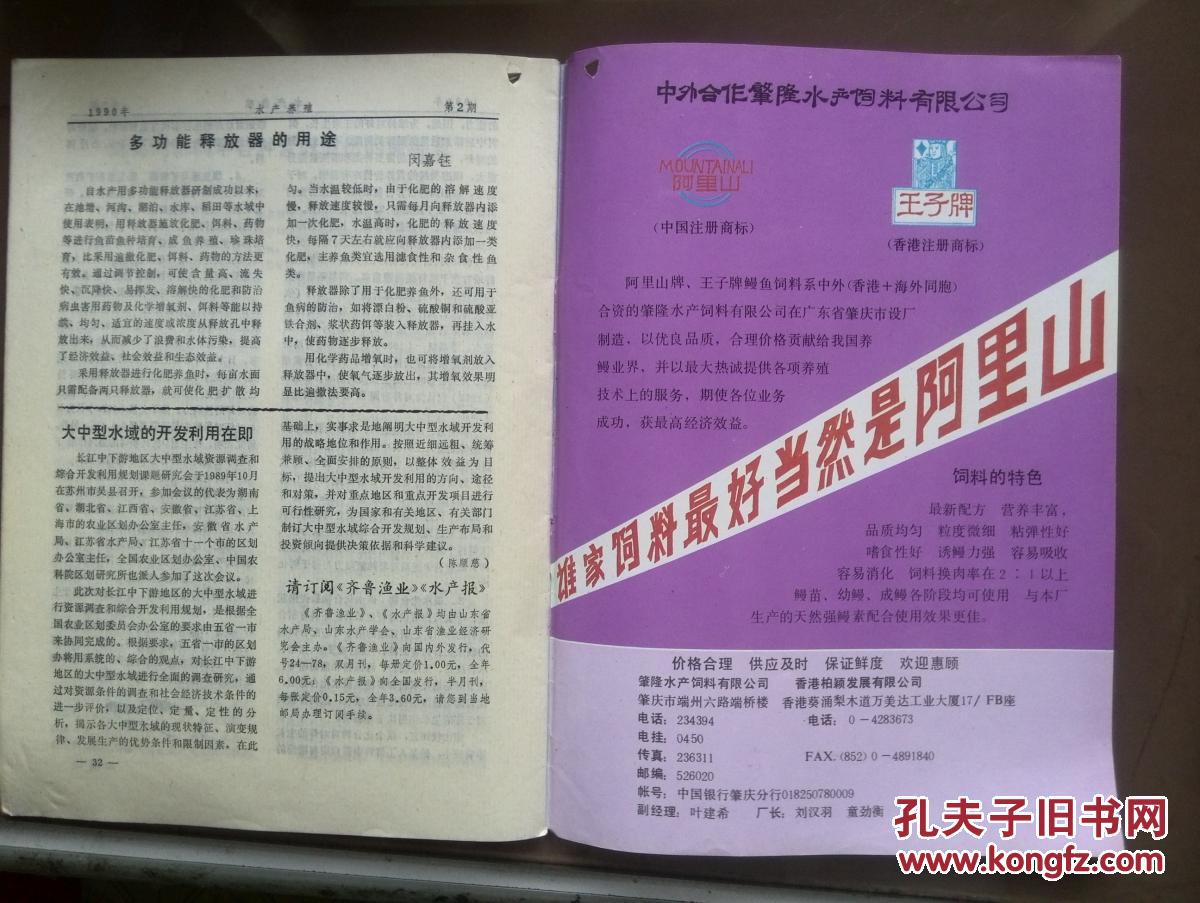 1990年 水产养殖 第2期
多功能释放器的用途
闵嘉钰
自水产用多功能释放器研制成功以来，
在池塘、河沟、湖泊、水库、稻田等水域中
使用表明，用释放器施放化肥、饵料、药物
等进行鱼苗鱼种培育、成鱼养殖、珍珠培
育，比采用遍撒化肥、饵料、药物的方法更
有效。通过调节控制，可使含量高、流失
快、沉降快、易挥发、溶解快的化肥和防治
病虫害用药物及化学增氧剂、饵料等能以持
续、均匀、适宜的速度或浓度从释放孔中释
放出来，从而减少了浪费和水体污染，提高
了经济效益、社会效益和生态效益。
采用释放器进行化肥养鱼时，每亩水面
只需配备两只释放器，就可使化肥扩散均
匀。当水温较低时，由于化肥的溶解速度
慢，释放速度较慢，只需每月向释放器内添
加一次化肥，水温高时，化肥的释放速度
快，每隔7天左右就应向释放器内添加一类
化肥，主养鱼类宜选用滤食性和杂食性鱼
类。
释放器除了用于化肥养鱼外，还可用于
鱼病的防治，如将漂白粉、硫酸铜和硫酸亚
铁合剂、浆状药饵等装入释放器，再挂入水
中，使药物逐步释放。
用化学药品增氧时，也可将增氧剂放入
释放器中，使氧气逐步放出，其增氧效果明
显比遍撒法要高。
大中型水域的开发利用在即
长江中下游地区大中型水域资源调查和
综合开发利用规划课题研究会于1989年10月
在苏州市吴县召开，参加会议的代表为湖南
省、湖北省、江西省、安徽省、江苏省、上
海市的农业区划办公室主任，安徽省水产
局、江苏省水产局、江苏省十一个市的区划
办公室主任，全国农业区划办公室、中国农
科院区划研究所也派人参加了这次会议。
此次对长江中下游地区的大中型水域进
行资源调查和综合开发利用规划，是根据全
国农业区划委员会办公室的要求由五省一市
来协同完成的。根据要求，五省一市的区划
办将用系统的、综合的观点，对长江中下游
地区的大中型水域进行全面的调查研究，通
过对资源条件的调查和社会经济技术条件的
进一步评价，以及定位、定量、定性的分
析，揭示各大中型水域的现状特征、演变规
律、发展生产的优势条件和限制因素，在此
基础上，实事求是地阐明大中型水域开发利
用的战略地位和作用。按照近细远粗、统筹
兼顾、全面安排的原则，以整体效益为目
标，提出大中型水域开发利用的方向、途径
和对策，并对重点地区和重点开发项目进行
可行性研究，为国家和有关地区、有关部门
制订大中型水域综合开发规划、生产布局和
投资倾向提供决策依据和科学建议。
（陈顺慈）
请订阅《齐鲁渔业》《水产报》
《齐鲁渔业》、《水产报》均由山东省
水产局、山东水产学会、山东省渔业经济研
究会主办。《齐鲁渔业》向国内外发行，代
号24—78，双月刊，每册定价1.00元，全年
6.00元；《水产报》向全国发行，半月刊，
每张定价0.15元，全年3.60元，请您到当地
邮局办理订阅手续。
— 32 —
中外合作肇隆水产饲料有限公司
MOUNTAINALI
阿里山
（中国注册商标）
王子牌
（香港注册商标）
阿里山牌、王子牌鳗鱼饲料系中外（香港＋海外同胞）
合资的肇隆水产饲料有限公司在广东省肇庆市设厂
制造，以优良品质，合理价格贡献给我国养
鳗业界，并以最大热诚提供各项养殖
技术上的服务，期使各位业务
成功，获最高经济效益。
雄家饲料最好当然是阿里山
饲料的特色
最新配方 营养丰富，
品质均匀 粒度微细 粘弹性好
嗜食性好 诱鳗力强 容易吸收
容易消化 饲料换肉率在2：1以上
鳗苗、幼鳗、成鳗各阶段均可使用 与本厂
生产的天然强鳗素配合使用效果更佳。
价格合理 供应及时 保证鲜度 欢迎惠顾
肇隆水产饲料有限公司 香港柏颖发展有限公司
肇庆市端州六路端桥楼 香港葵涌梨木道万美达工业大厦17/FB座
电话：234394 电话：0－4283673
电挂：0450
传真：236311 FAX.(852)0－4891840
邮编：526020
帐号：中国银行肇庆分行018250780009
副经理：叶建希 厂长：刘汉羽 童劲衡
孔夫子旧书网
www.kongfz.com